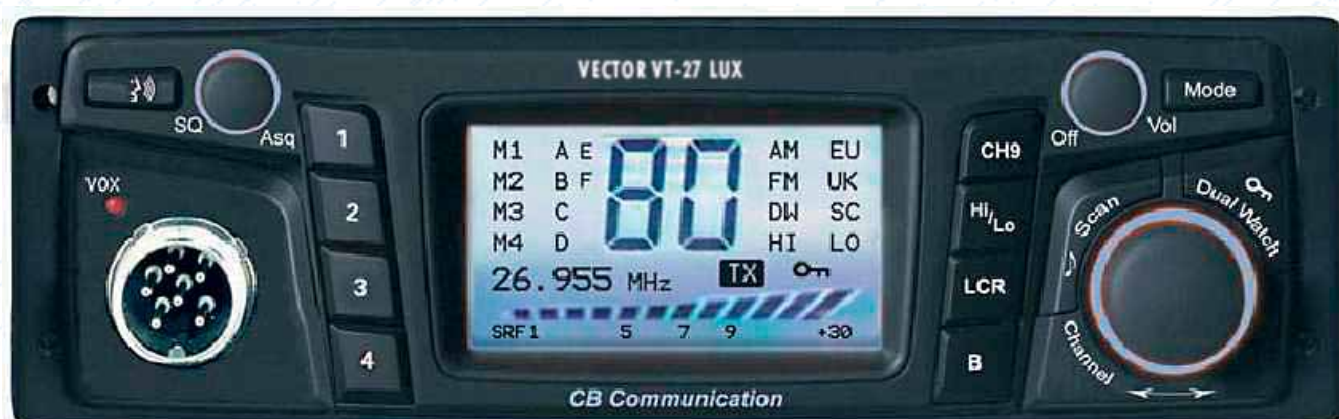 VECTOR VT-27 LUX
SQ
Asq
Off
Vol
Mode
VOX
1
2
3
4
M1 A E 80 AM EU
M2 B F FM UK
M3 C DW SC
M4 D HI LO
26.955 MHz TX
SRF 1 5 7 9 +30
CH9
Hi/Lo
LCR
B
Scan
Dual Watch
Channel
CB Communication